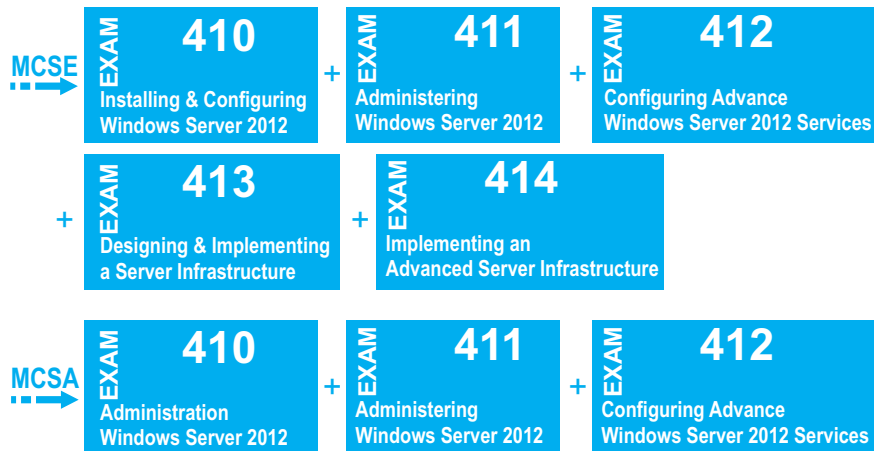 MCSE
EXAM
410
Installing & Configuring
Windows Server 2012
+
EXAM
411
Administering
Windows Server 2012
+
EXAM
412
Configuring Advance
Windows Server 2012 Services
+
EXAM
413
Designing & Implementing
a Server Infrastructure
+
EXAM
414
Implementing an
Advanced Server Infrastructure
MCSA
EXAM
410
Administration
Windows Server 2012
+
EXAM
411
Administering
Windows Server 2012
+
EXAM
412
Configuring Advance
Windows Server 2012 Services